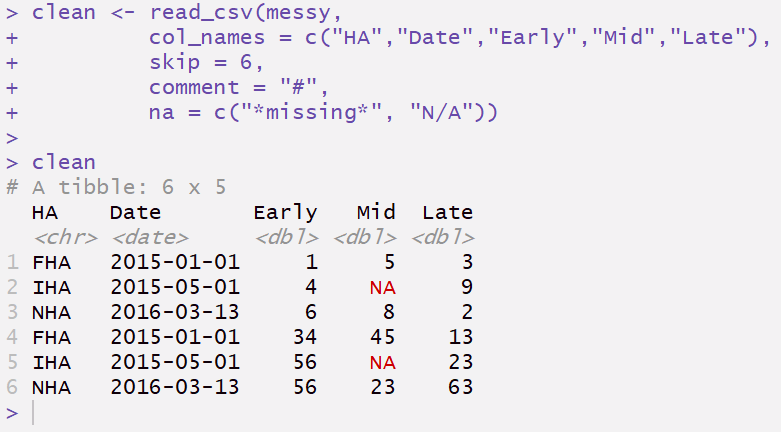 > clean <- read_csv(messy,
+          col_names = c("HA","Date","Early","Mid","Late"),
+          skip = 6,
+          comment = "#",
+          na = c("*missing*", "N/A"))
>
> clean
# A tibble: 6 x 5
  HA    Date       Early   Mid  Late
  <chr> <date>     <dbl> <dbl> <dbl>
1 FHA   2015-01-01     1     5     3
2 IHA   2015-05-01     4    NA     9
3 NHA   2016-03-13     6     8     2
4 FHA   2015-01-01    34    45    13
5 IHA   2015-05-01    56    NA    23
6 NHA   2016-03-13    56    23    63
>